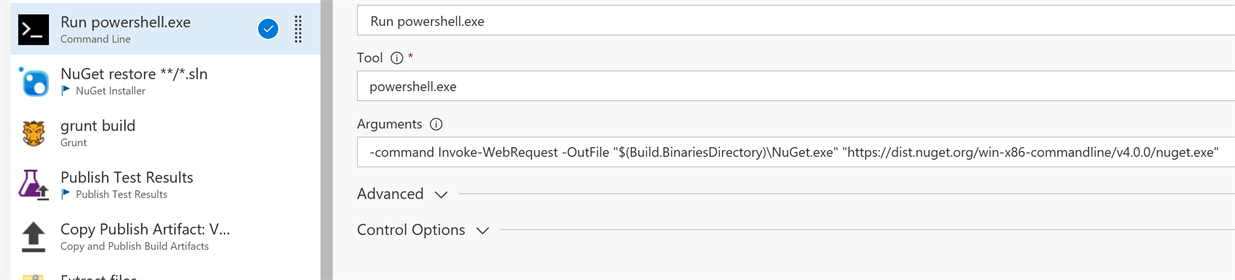 Run powershell.exe
Command Line
NuGet restore **/*.sln
NuGet Installer
grunt build
Grunt
Publish Test Results
Publish Test Results
Copy Publish Artifact: V...
Copy and Publish Build Artifacts
Extract files
Run powershell.exe
Tool *
powershell.exe
Arguments
-command Invoke-WebRequest -OutFile "$(Build.BinariesDirectory)\NuGet.exe" "https://dist.nuget.org/win-x86-commandline/v4.0.0/nuget.exe"
Advanced
Control Options